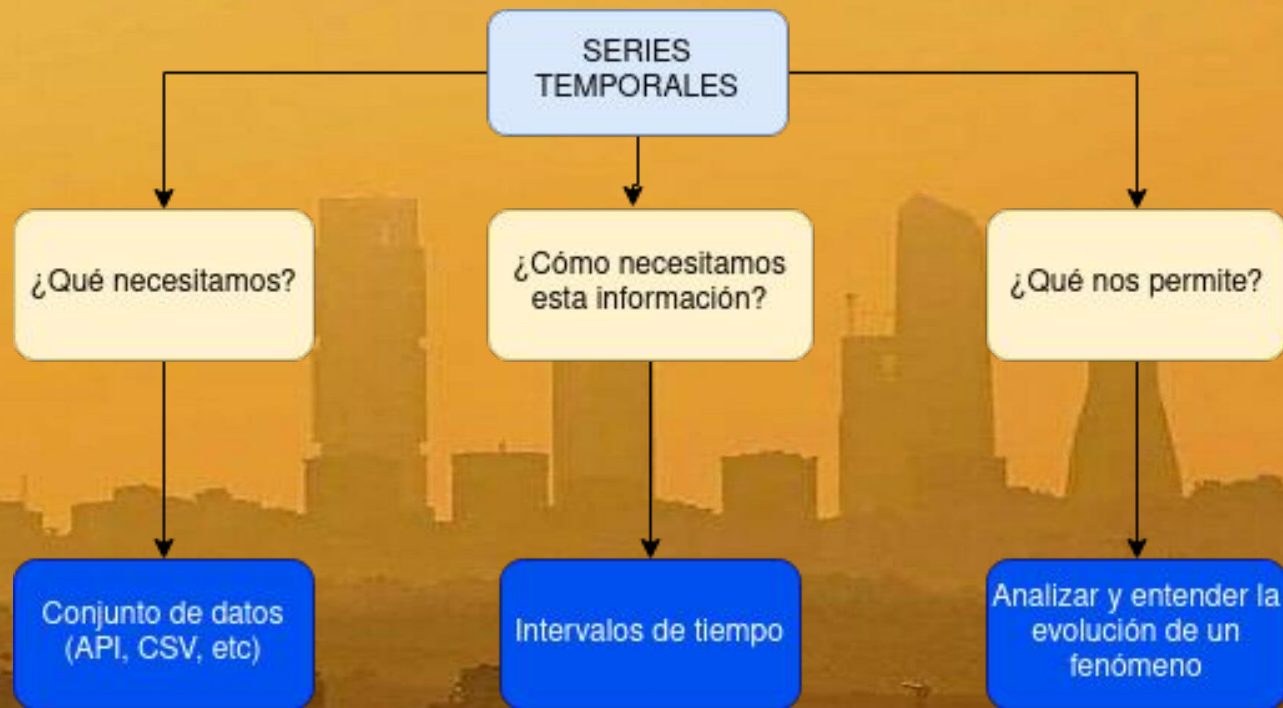 SERIES
TEMPORALES
¿Qué necesitamos?
¿Cómo necesitamos
esta información?
¿Qué nos permite?
Conjunto de datos
(API, CSV, etc)
Intervalos de tiempo
Analizar y entender la
evolución de un
fenómeno